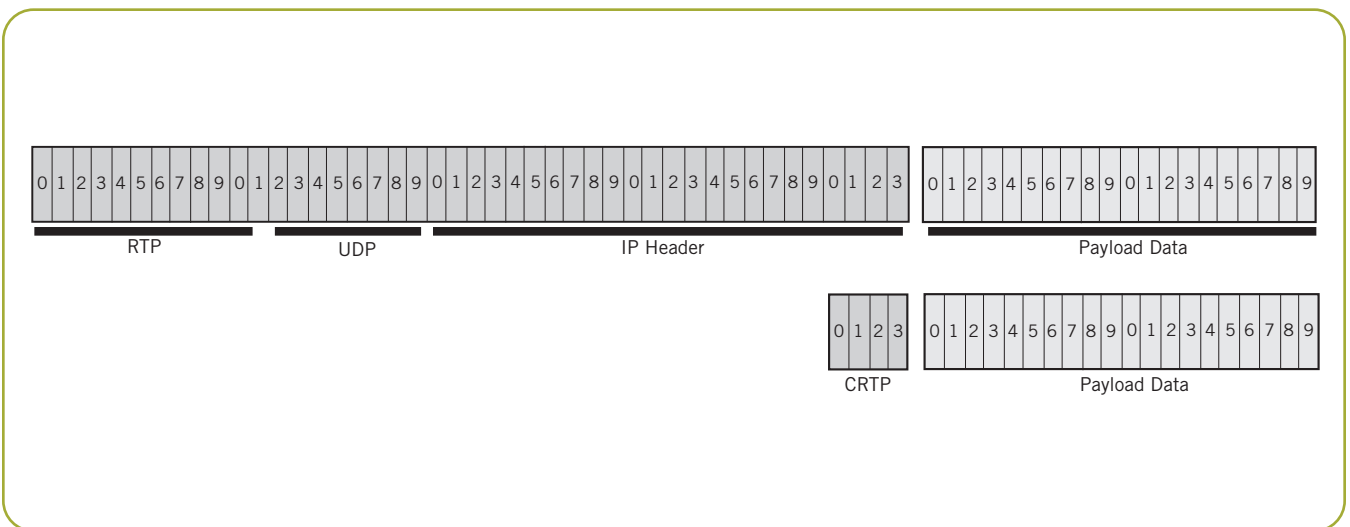 0 1 2 3 4 5 6 7 8 9 0 1 2 3 4 5 6 7 8 9 0 1 2 3 4 5 6 7 8 9 0 1 2 3 4 5 6 7 8 9 0 1 2 3 0 1 2 3 4 5 6 7 8 9 0 1 2 3 4 5 6 7 8 9
RTP UDP IP Header Payload Data
0 1 2 3 0 1 2 3 4 5 6 7 8 9 0 1 2 3 4 5 6 7 8 9
CRTP Payload Data